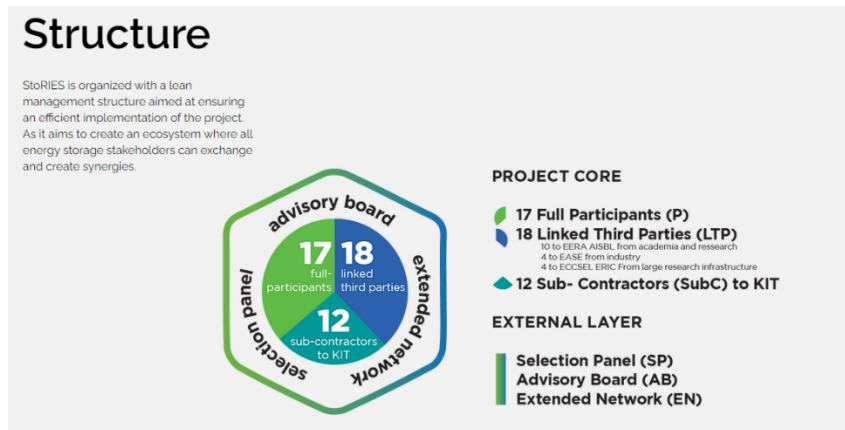 Structure
StoRIES is organized with a lean
management structure aimed at ensuring
an efficient implementation of the project.
As it aims to create an ecosystem where all
energy storage stakeholders can exchange
and create synergies.
advisory board
extended network
selection panel
17
full-
participants
18
linked
third parties
12
sub-contractors
to KIT
PROJECT CORE
17 Full Participants (P)
18 Linked Third Parties (LTP)
10 to EERA AISBL from academia and ressearch
4 to EASE from industry
4 to ECCSEL ERIC From large research infrastructure
12 Sub- Contractors (SubC) to KIT
EXTERNAL LAYER
Selection Panel (SP)
Advisory Board (AB)
Extended Network (EN)